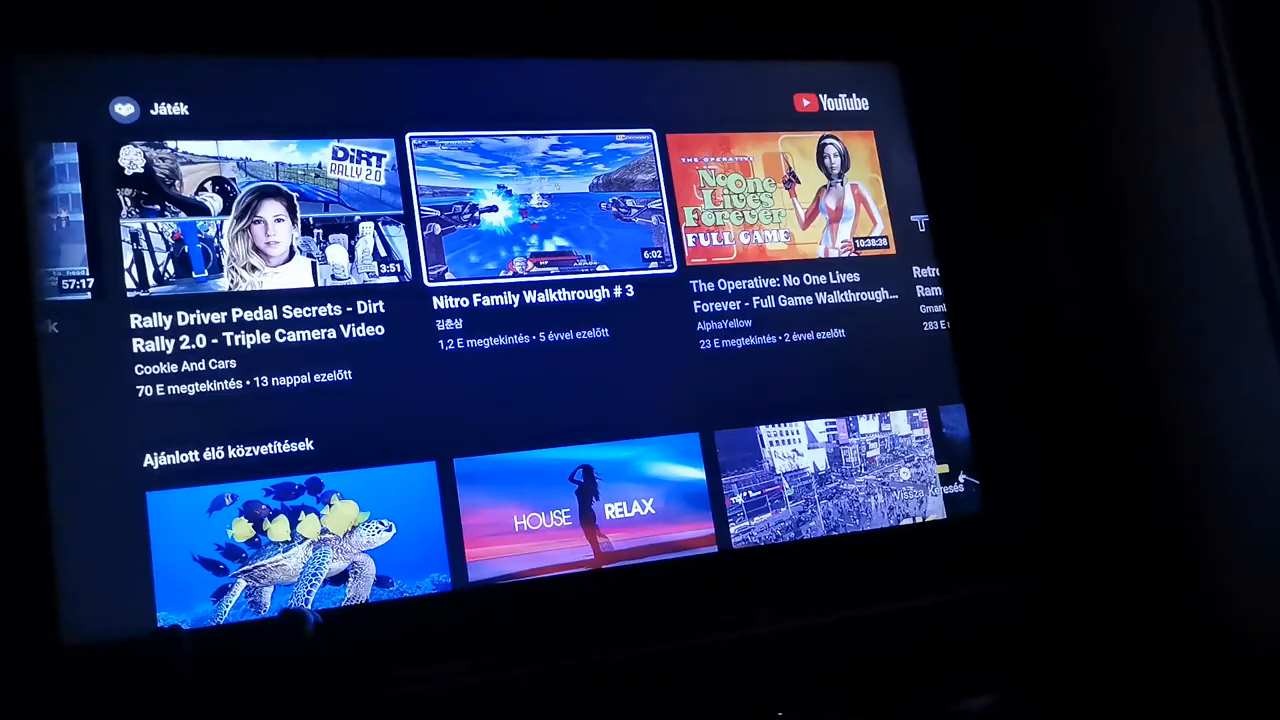 Játék
YouTube
57:17
DiRT
RALLY 2.0
3:51
6:02
THE OPERATIVE
No One
Lives
Forever
FULL GAME
10:38:38
Rally Driver Pedal Secrets - Dirt
Rally 2.0 - Triple Camera Video
Cookie And Cars
70 E megtekintés • 13 nappal ezelőtt
Nitro Family Walkthrough # 3
김춘삼
1,2 E megtekintés • 5 évvel ezelőtt
The Operative: No One Lives
Forever - Full Game Walkthrough...
AlphaYellow
23 E megtekintés • 2 évvel ezelőtt
Retr
Ram
Gmanl
283 E
Ajánlott élő közvetítések
HOUSE RELAX
Vissza Keresés